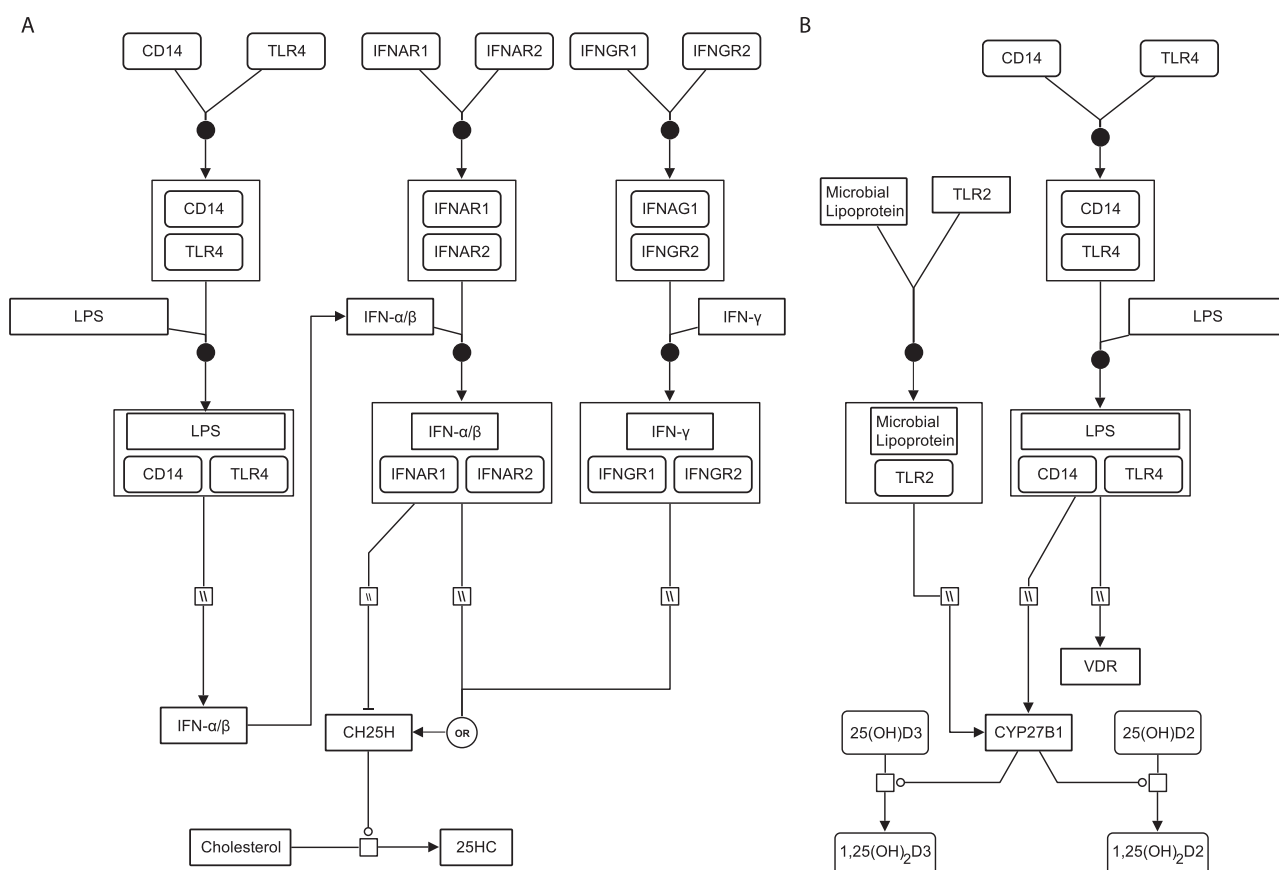 A
CD14
TLR4
IFNAR1
IFNAR2
IFNGR1
IFNGR2
CD14
TLR4
IFNAR1
IFNAR2
IFNAG1
IFNGR2
LPS
IFN-α/β
IFN-γ
LPS
CD14
TLR4
IFN-α/β
IFNAR1
IFNAR2
IFN-γ
IFNGR1
IFNGR2
\\
\\
\\
\\
IFN-α/β
CH25H
OR
Cholesterol
25HC
B
CD14
TLR4
Microbial
Lipoprotein
TLR2
CD14
TLR4
LPS
Microbial
Lipoprotein
TLR2
LPS
CD14
TLR4
\\
\\
\\
VDR
25(OH)D3
CYP27B1
25(OH)D2
1,25(OH)2D3
1,25(OH)2D2